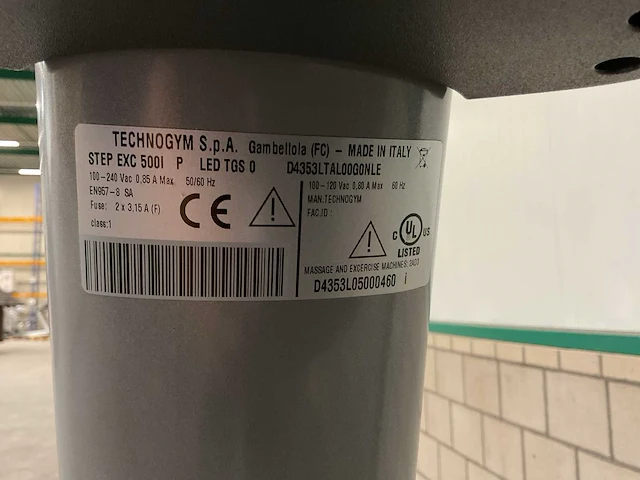 TECHNOGYM S.p.A. Gambettola (FC) - MADE IN ITALY
STEP EXC 500I P LED TGS 0 D4353LTAL00G0NLE
100-240 Vac 0,85 A Max 50/60 Hz
EN957-8 SA
Fuse: 2 x 3,15 A (F)
class:1
CE
100-120 Vac 0,80 A Max 60 Hz
MAN.TECHNOGYM
FAC.ID:
C UL US
LISTED
MASSAGE AND EXCERCISE MACHINES:
D4353L05000460 i